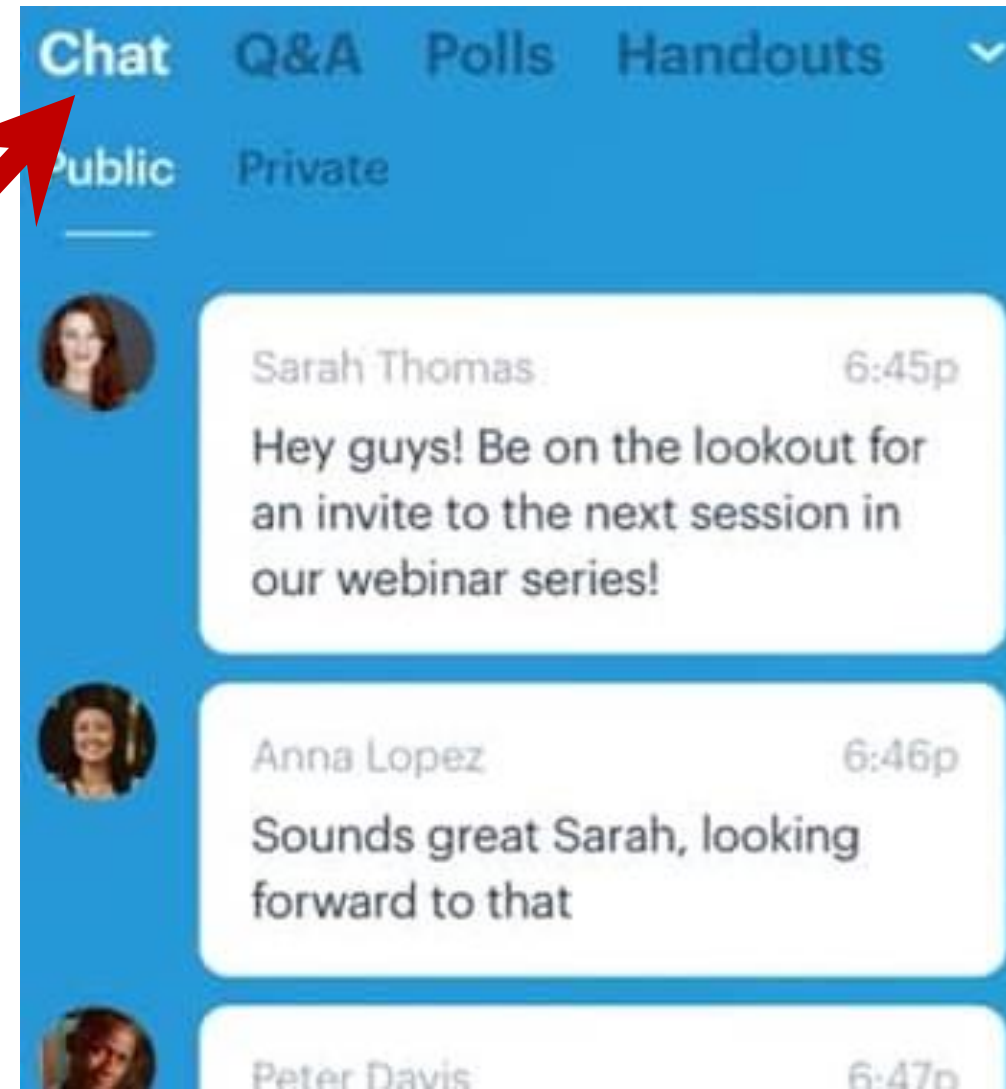 Chat Q&A Polls Handouts
Public Private
Sarah Thomas 6:45p
Hey guys! Be on the lookout for
an invite to the next session in
our webinar series!
Anna Lopez 6:46p
Sounds great Sarah, looking
forward to that
Peter Davis 6:47p